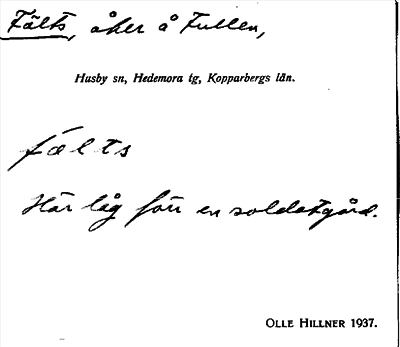 Fälts, åker å Fullen,
Husby sn, Hedemora tg, Kopparbergs län.
fälts
Här låg förr en soldatgård.
OLLE HILLNER 1937.